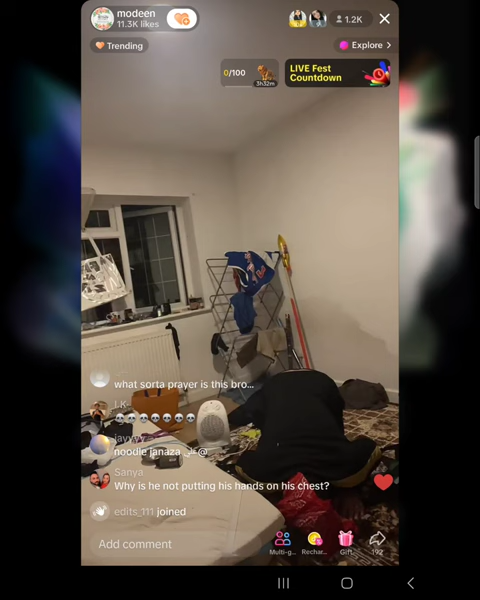 modeen
11.3K likes
1.2K
Trending
Explore >
0/100
3h32m
LIVE Fest
Countdown
what sorta prayer is this bro...
I.K
💀💀💀💀💀💀💀
jayyyy
Sanya
Why is he not putting his hands on his chest?
edits_111 joined
Add comment
Multi-g...
Rechar...
Gift
192